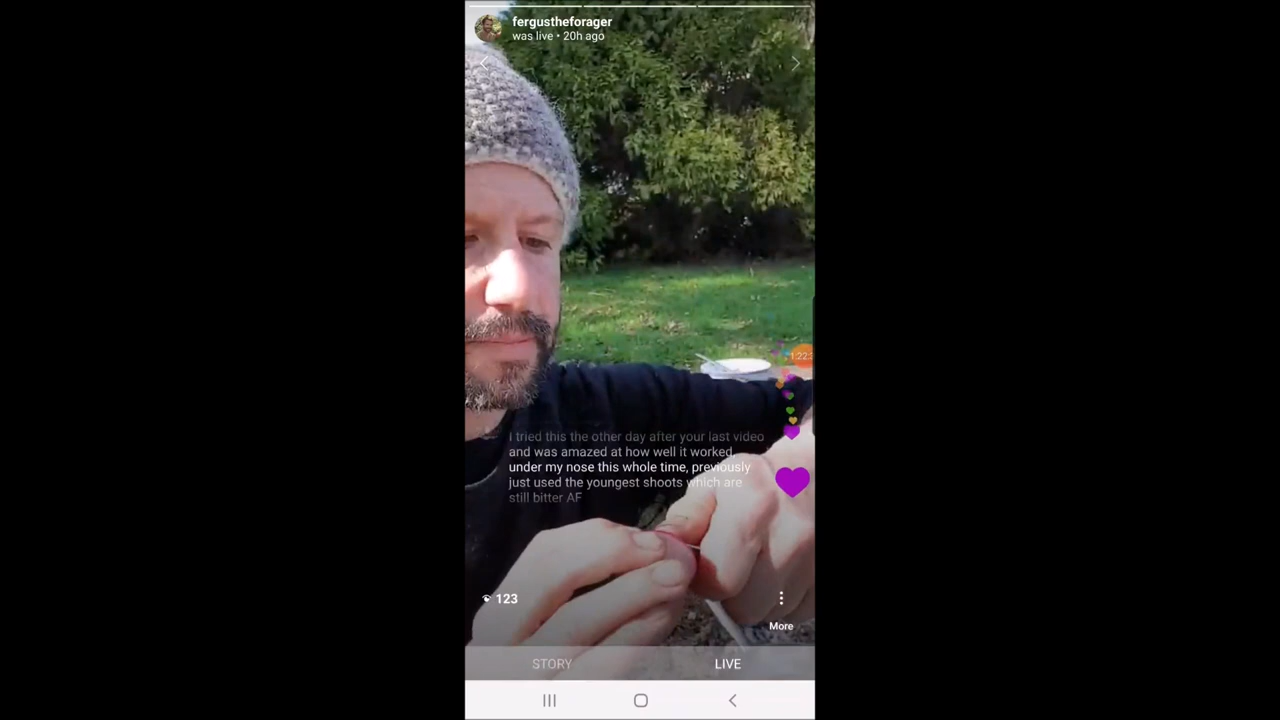 fergustheforager
was live • 20h ago
1:22:
I tried this the other day after your last video
and was amazed at how well it worked,
under my nose this whole time, previously
just used the youngest shoots which are
still bitter AF
123
More
STORY
LIVE